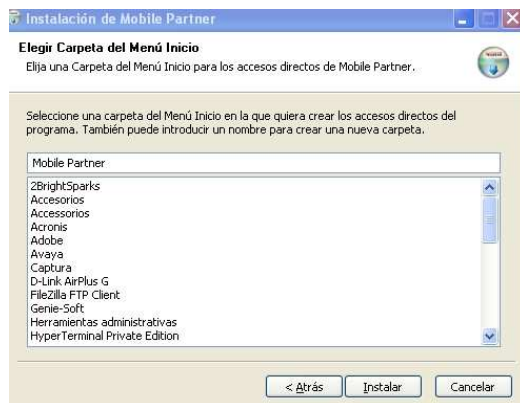 Instalación de Mobile Partner
Elegir Carpeta del Menú Inicio
Elija una Carpeta del Menú Inicio para los accesos directos de Mobile Partner.
Seleccione una carpeta del Menú Inicio en la que quiera crear los accesos directos del
programa. También puede introducir un nombre para crear una nueva carpeta.
Mobile Partner
2BrightSparks
Accesorios
Accessorios
Acronis
Adobe
Avaya
Captura
D-Link AirPlus G
FileZilla FTP Client
Genie-Soft
Herramientas administrativas
HyperTerminal Private Edition
< Atrás Instalar Cancelar